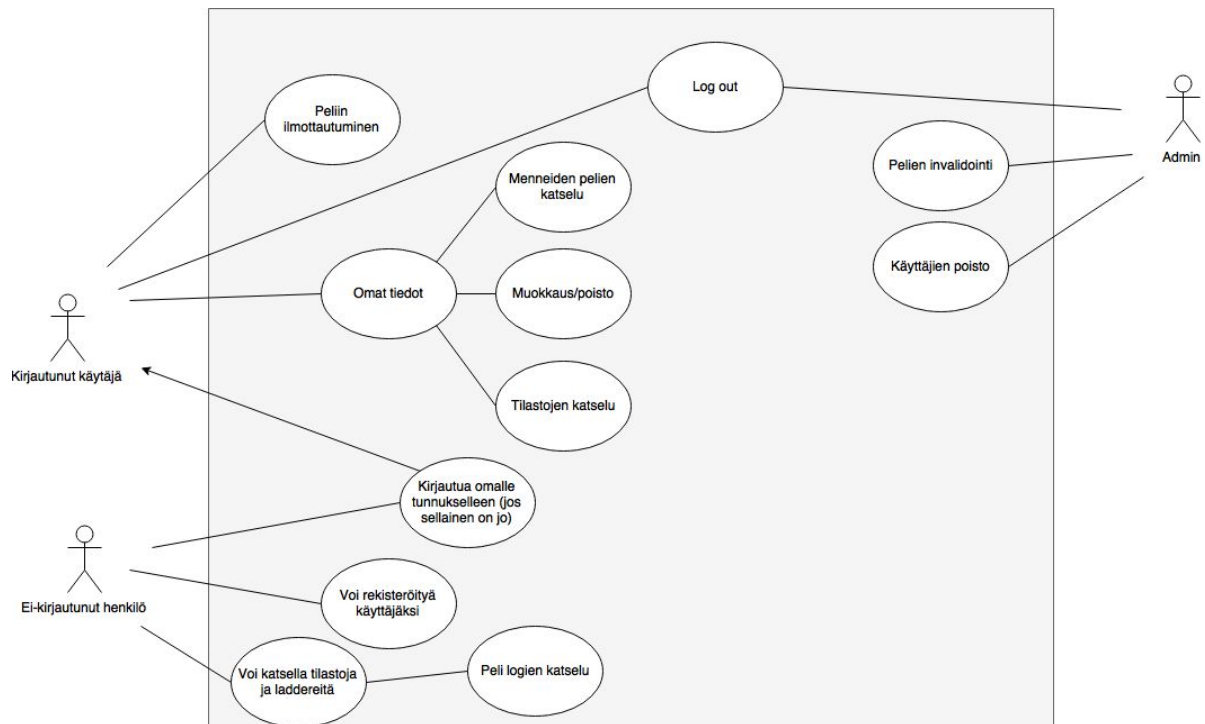 Log out
Peliin
ilmottautuminen
Admin
Pelien invalidointi
Menneiden pelien
katselu
Käyttäjien poisto
Omat tiedot
Muokkaus/poisto
Kirjautunut käytäjä
Tilastojen katselu
Kirjautua omalle
tunnukselleen (jos
sellainen on jo)
Ei-kirjautunut henkilö
Voi rekisteröityä
käyttäjäksi
Voi katsella tilastoja
ja laddereitä
Peli logien katselu